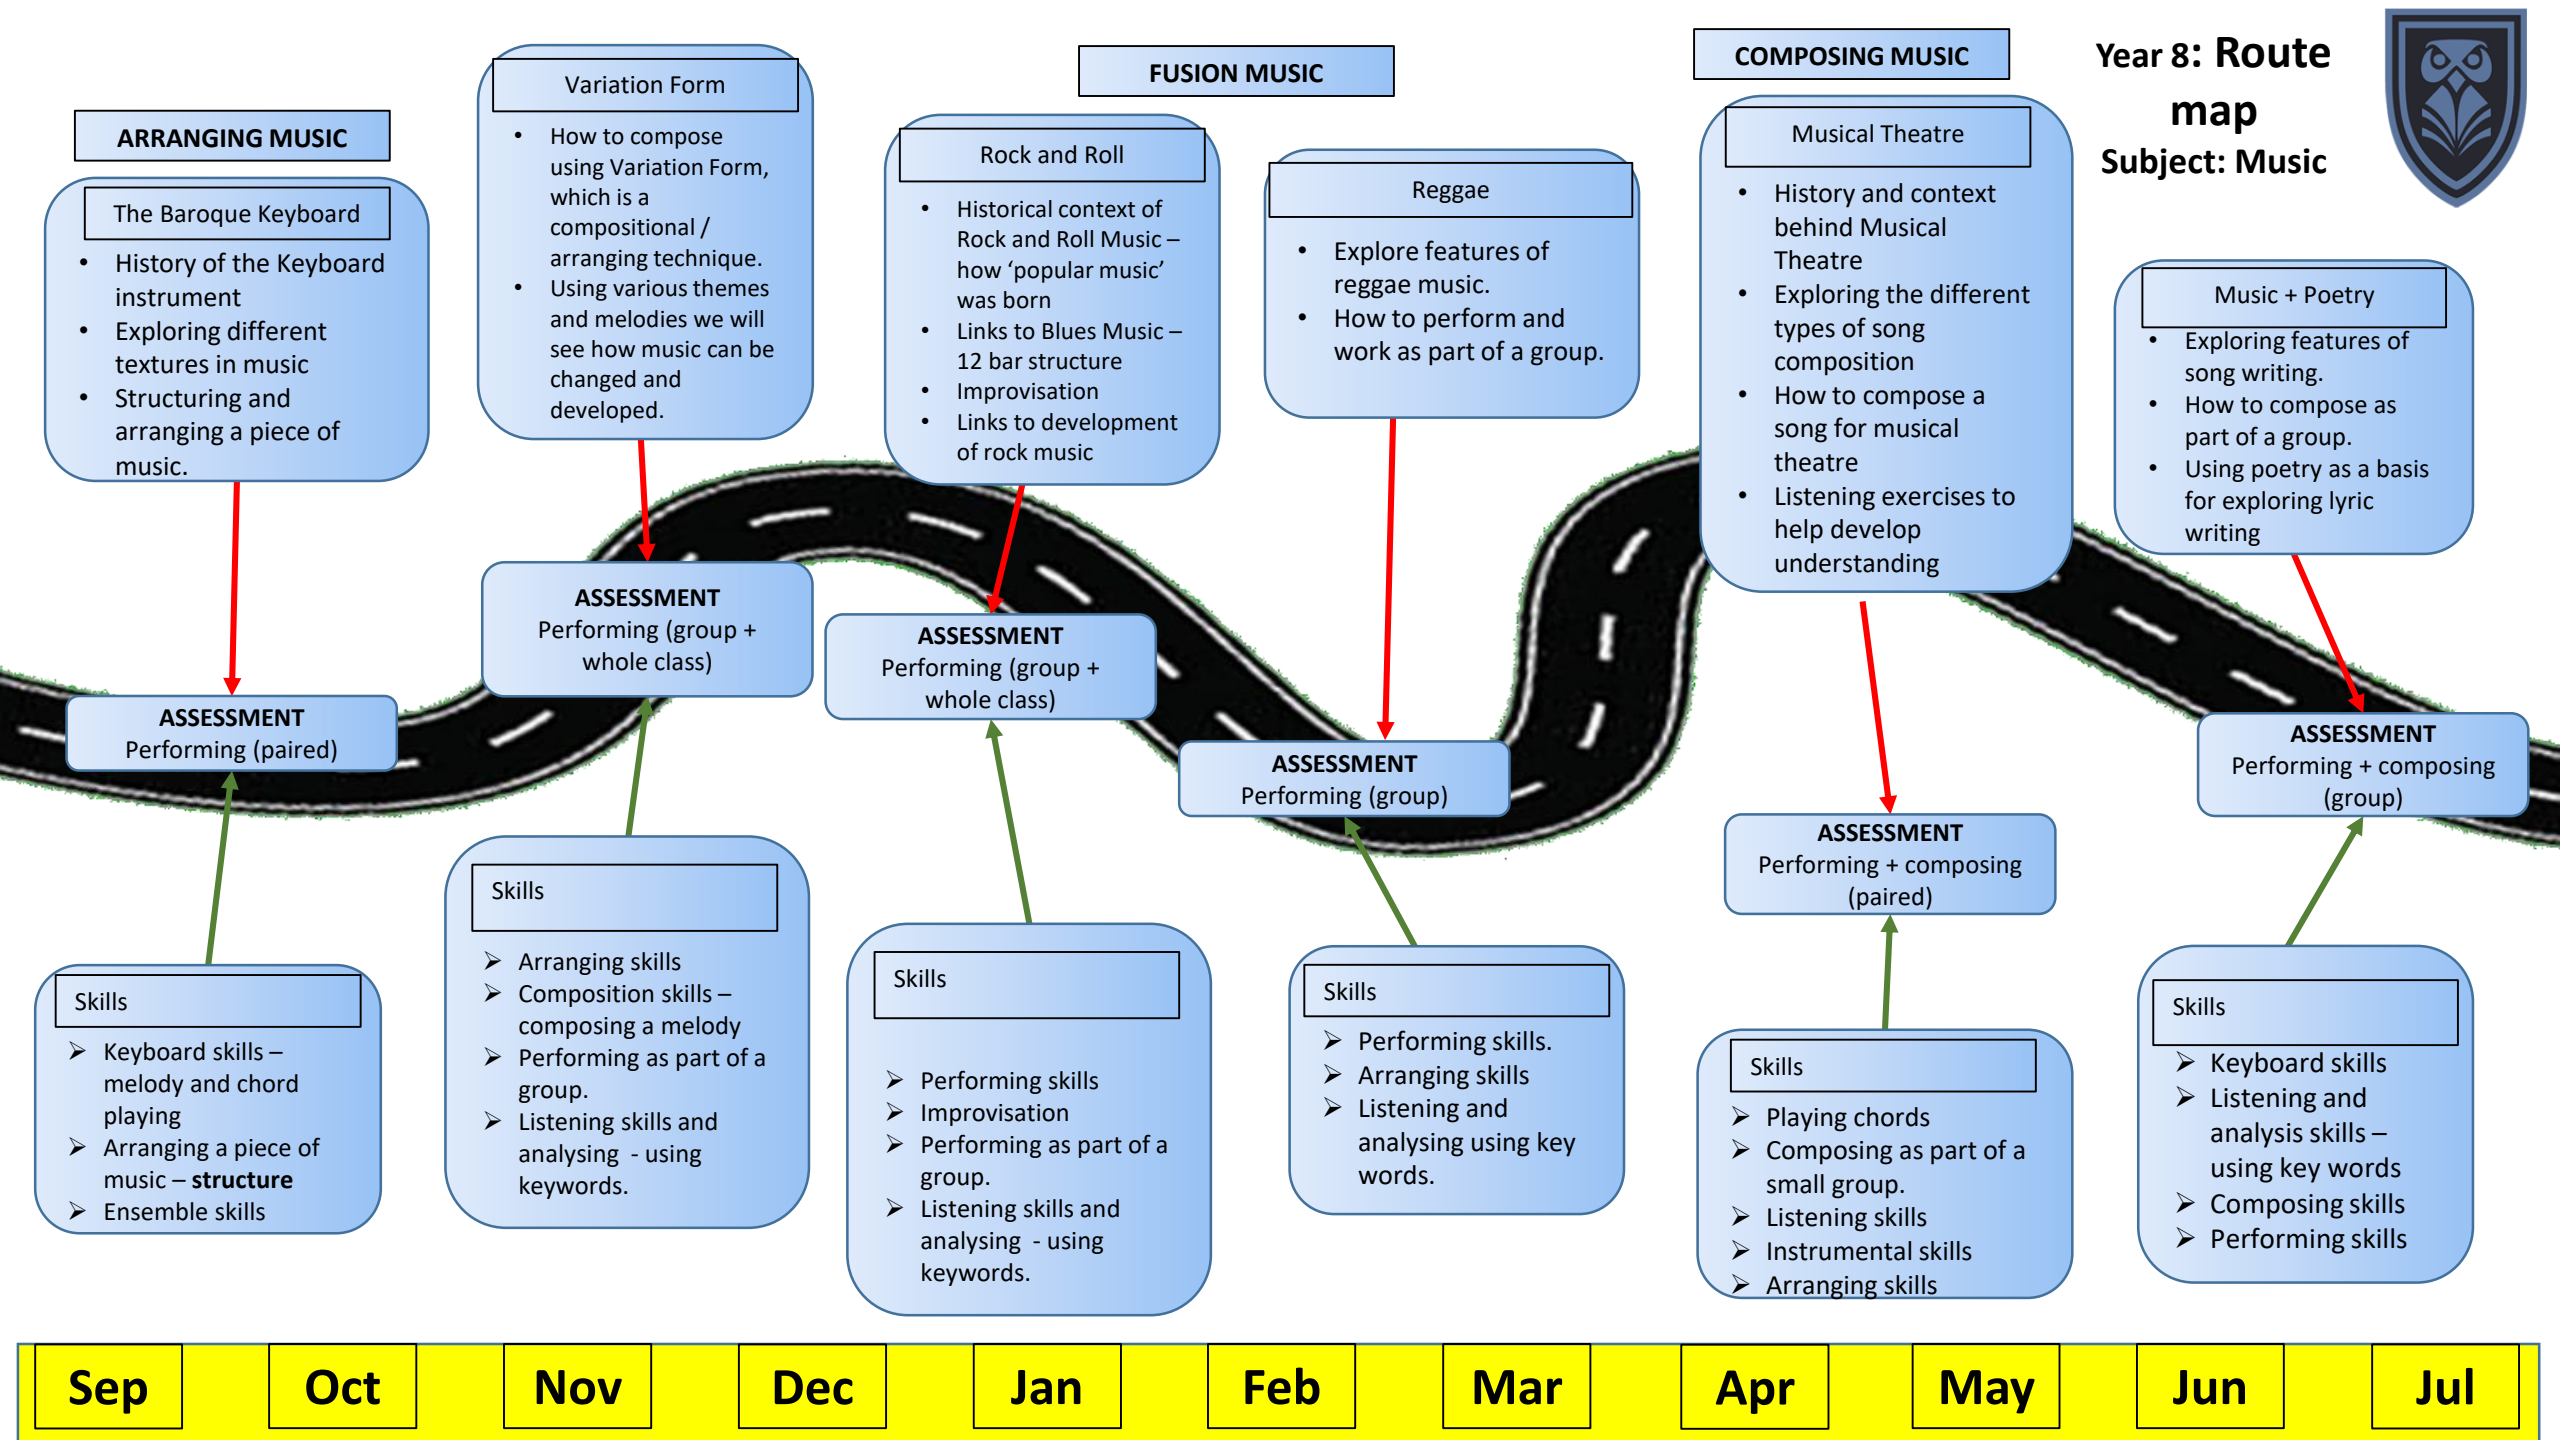 Year 8: Route
map
Subject: Music
ARRANGING MUSIC
The Baroque Keyboard
• History of the Keyboard
instrument
• Exploring different
textures in music
• Structuring and
arranging a piece of
music.
ASSESSMENT
Performing (paired)
Skills
➢ Keyboard skills –
melody and chord
playing
➢ Arranging a piece of
music – structure
➢ Ensemble skills
Variation Form
• How to compose
using Variation Form,
which is a
compositional /
arranging technique.
• Using various themes
and melodies we will
see how music can be
changed and
developed.
ASSESSMENT
Performing (group +
whole class)
Skills
➢ Arranging skills
➢ Composition skills –
composing a melody
➢ Performing as part of a
group.
➢ Listening skills and
analysing - using
keywords.
FUSION MUSIC
Rock and Roll
• Historical context of
Rock and Roll Music –
how ‘popular music’
was born
• Links to Blues Music –
12 bar structure
• Improvisation
• Links to development
of rock music
ASSESSMENT
Performing (group +
whole class)
Skills
➢ Performing skills
➢ Improvisation
➢ Performing as part of a
group.
➢ Listening skills and
analysing - using
keywords.
Reggae
• Explore features of
reggae music.
• How to perform and
work as part of a group.
ASSESSMENT
Performing (group)
Skills
➢ Performing skills.
➢ Arranging skills
➢ Listening and
analysing using key
words.
COMPOSING MUSIC
Musical Theatre
• History and context
behind Musical
Theatre
• Exploring the different
types of song
composition
• How to compose a
song for musical
theatre
• Listening exercises to
help develop
understanding
ASSESSMENT
Performing + composing
(paired)
Skills
➢ Playing chords
➢ Composing as part of a
small group.
➢ Listening skills
➢ Instrumental skills
➢ Arranging skills
Music + Poetry
• Exploring features of
song writing.
• How to compose as
part of a group.
• Using poetry as a basis
for exploring lyric
writing
ASSESSMENT
Performing + composing
(group)
Skills
➢ Keyboard skills
➢ Listening and
analysis skills –
using key words
➢ Composing skills
➢ Performing skills
Sep Oct Nov Dec Jan Feb Mar Apr May Jun Jul